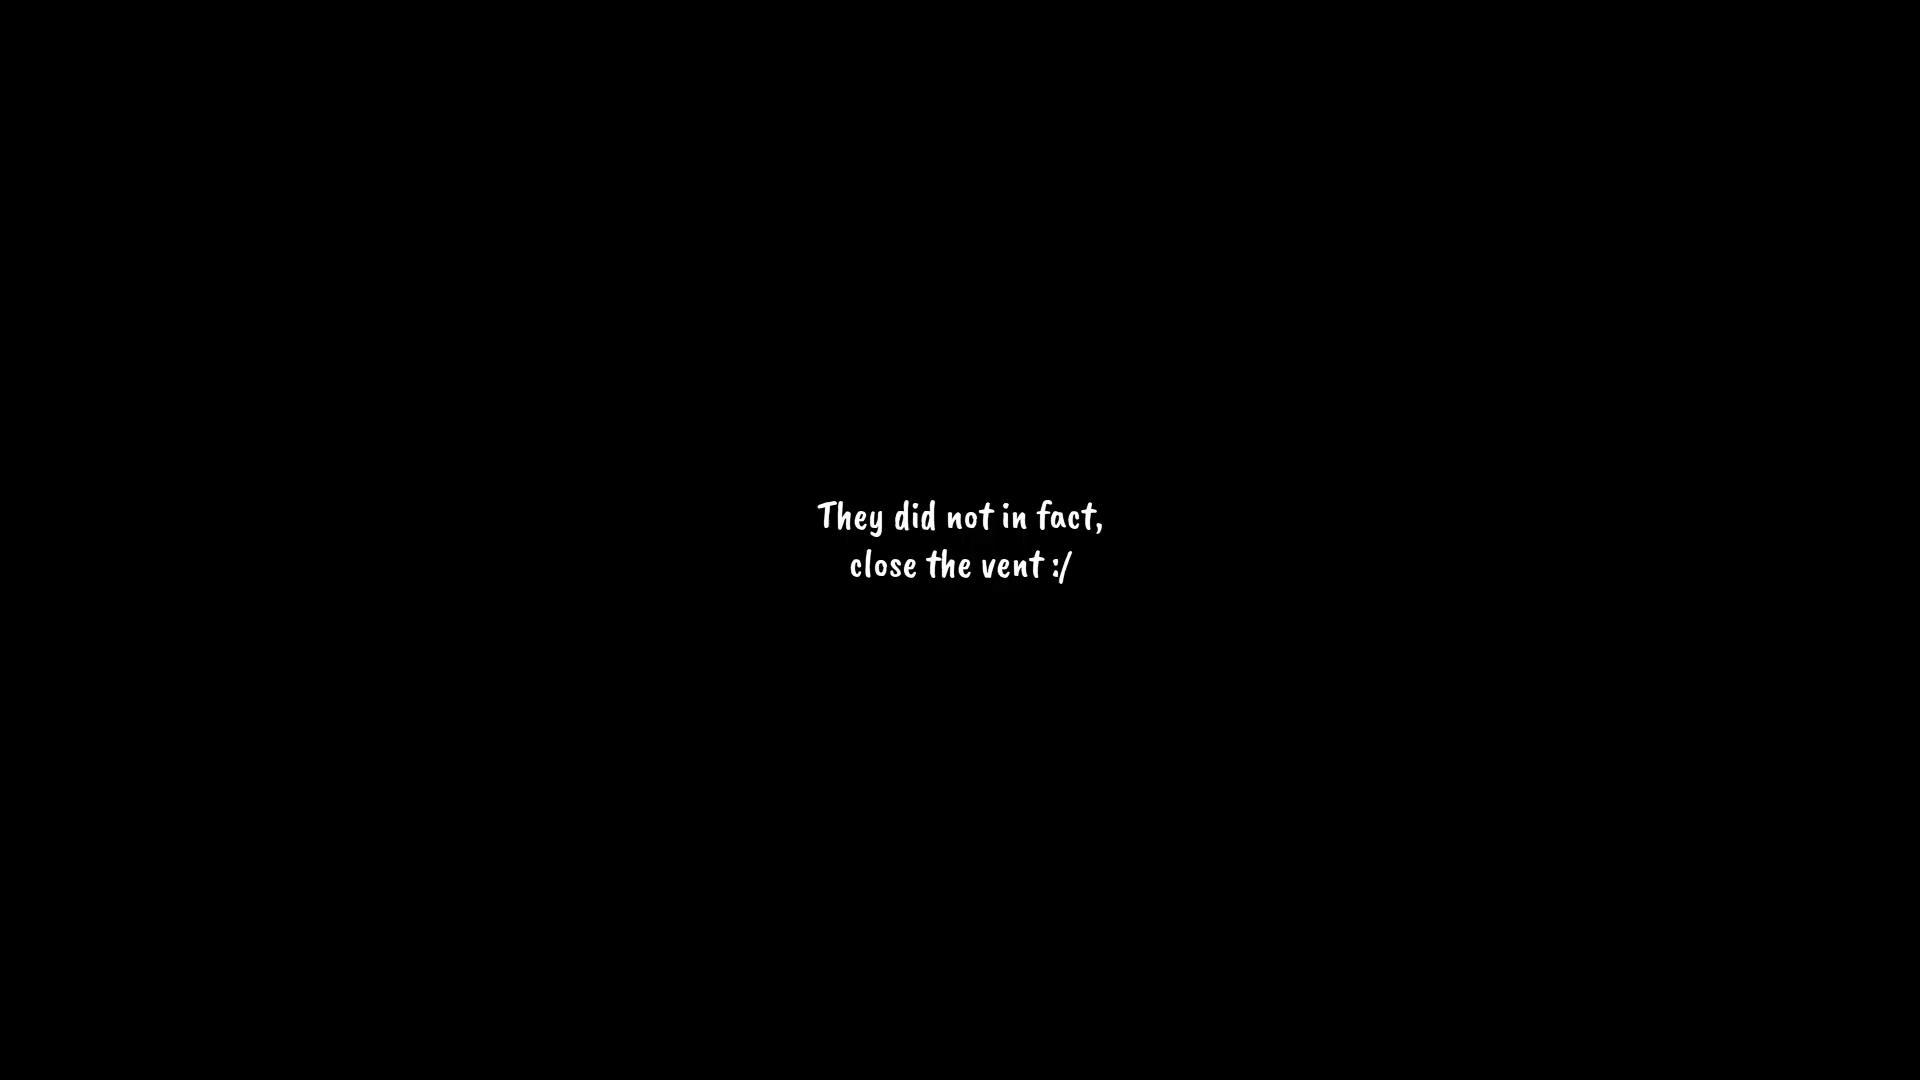 They did not in fact,
close the vent :/